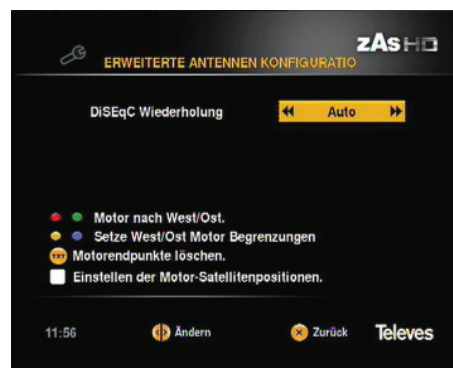 zAs HD
ERWEITERTE ANTENNEN KONFIGURATIO
DiSEqC Wiederholung Auto
Motor nach West/Ost.
Setze West/Ost Motor Begrenzungen
TXT Motorendpunkte löschen.
Einstellen der Motor-Satellitenpositionen.
11:56 Ändern Zurück Televes